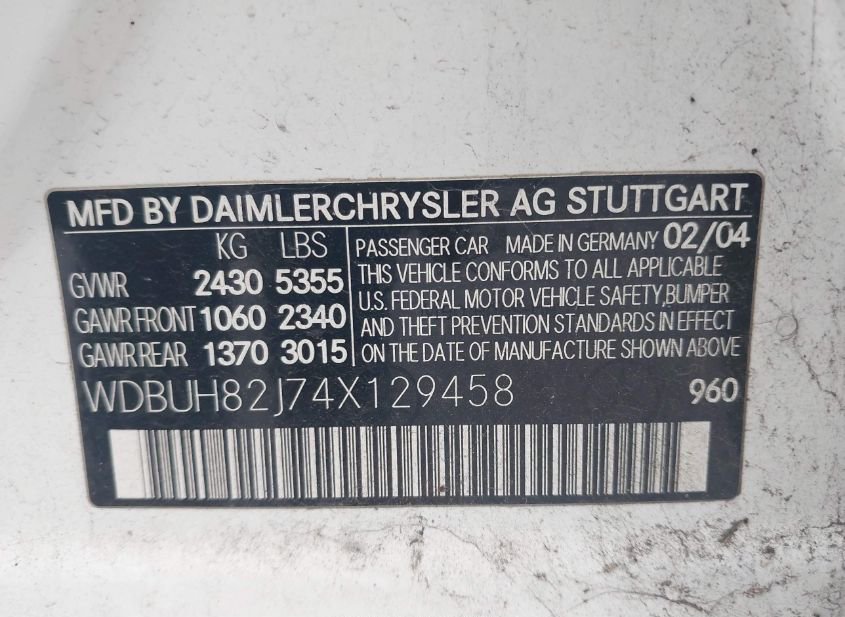 MFD BY DAIMLERCHRYSLER AG STUTTGART
KG LBS
GVWR 2430 5355
GAWR FRONT 1060 2340
GAWR REAR 1370 3015
PASSENGER CAR MADE IN GERMANY 02/04
THIS VEHICLE CONFORMS TO ALL APPLICABLE
U.S. FEDERAL MOTOR VEHICLE SAFETY, BUMPER
AND THEFT PREVENTION STANDARDS IN EFFECT
ON THE DATE OF MANUFACTURE SHOWN ABOVE
WDBUH82J74X129458 960